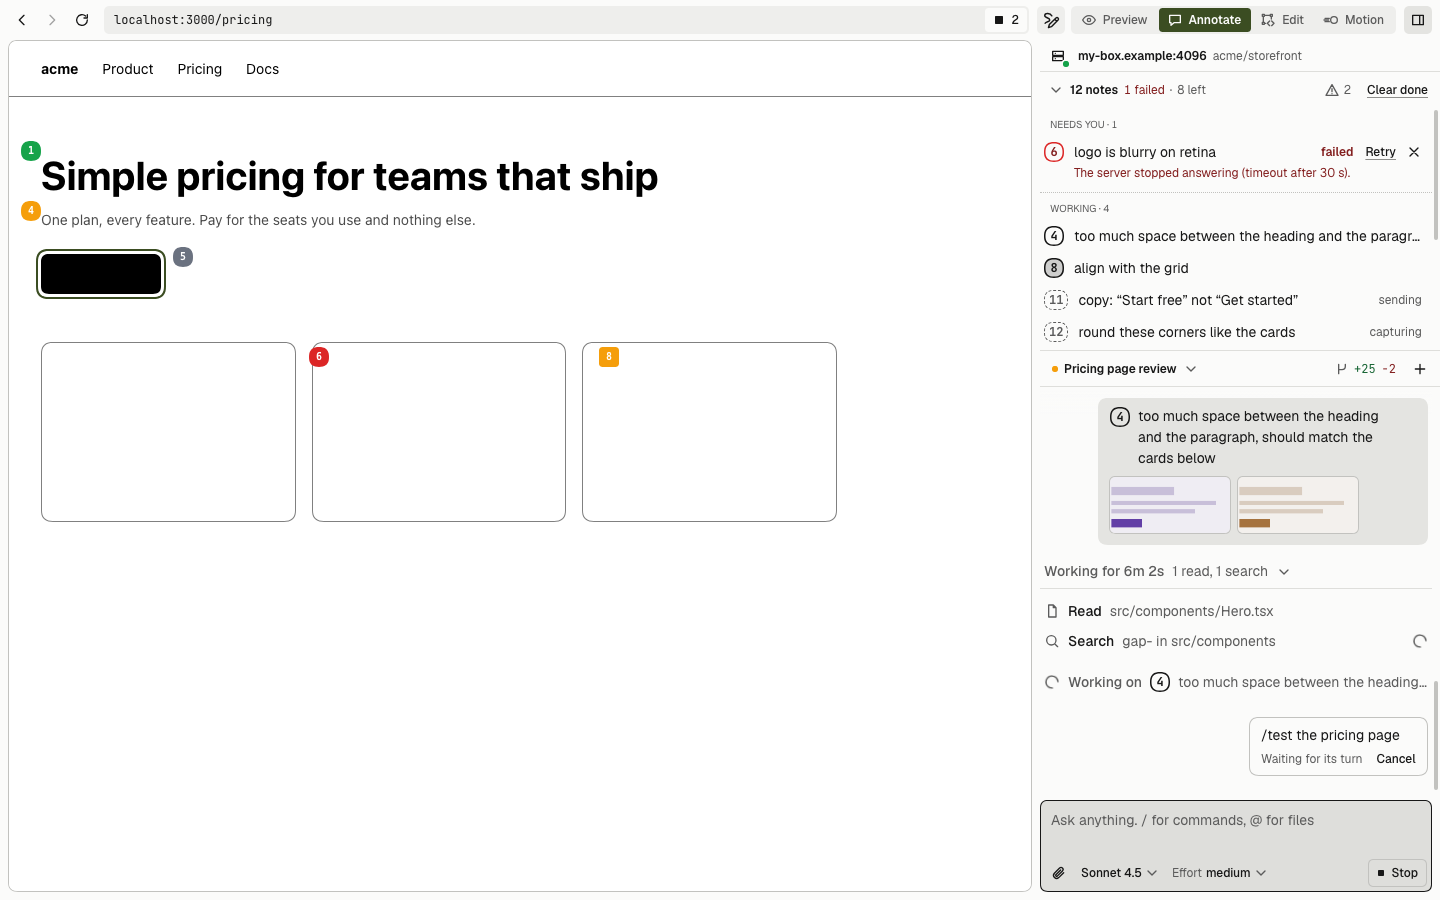 localhost:3000/pricing
2
Preview
Annotate
Edit
Motion
acme
Product
Pricing
Docs
1
Simple pricing for teams that ship
4
One plan, every feature. Pay for the seats you use and nothing else.
5
6
8
my-box.example:4096 acme/storefront
12 notes 1 failed · 8 left
2
Clear done
NEEDS YOU · 1
6 logo is blurry on retina failed Retry
The server stopped answering (timeout after 30 s).
WORKING · 4
4 too much space between the heading and the paragr...
8 align with the grid
11 copy: “Start free” not “Get started” sending
12 round these corners like the cards capturing
Pricing page review
+25 -2
4 too much space between the heading
and the paragraph, should match the
cards below
Working for 6m 2s 1 read, 1 search
Read src/components/Hero.tsx
Search gap- in src/components
Working on 4 too much space between the heading...
/test the pricing page
Waiting for its turn Cancel
Ask anything. / for commands, @ for files
Sonnet 4.5
Effort medium
Stop